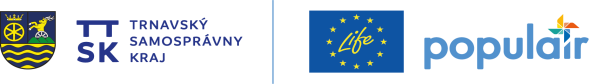 TT
SK
TRNAVSKÝ
SAMOSPRÁVNY
KRAJ
Life
populair